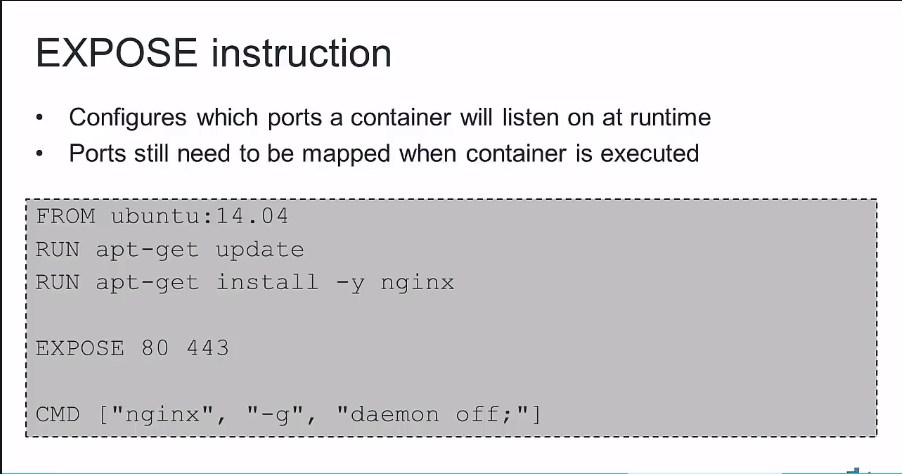 EXPOSE instruction
• Configures which ports a container will listen on at runtime
• Ports still need to be mapped when container is executed
FROM ubuntu:14.04
RUN apt-get update
RUN apt-get install -y nginx
EXPOSE 80 443
CMD ["nginx", "-g", "daemon off;"]